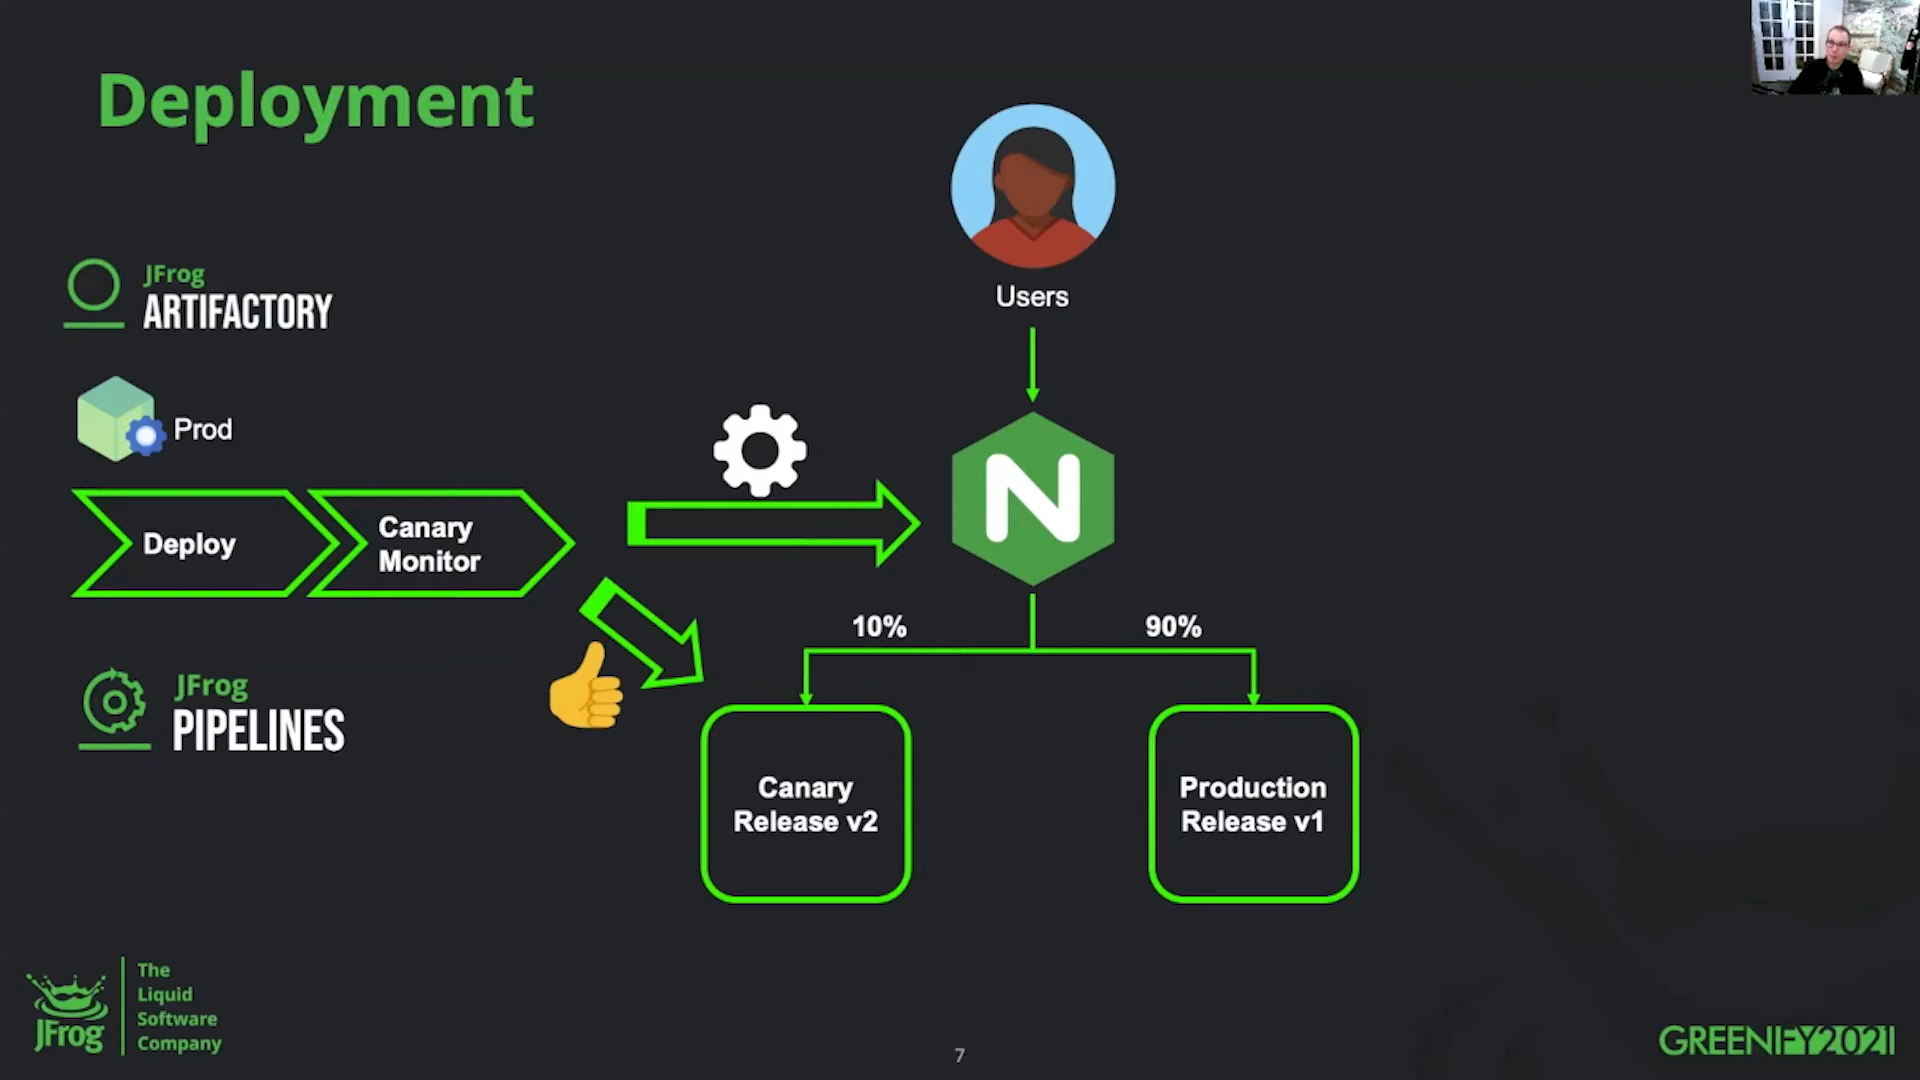 Deployment
Users
JFrog
ARTIFACTORY
Prod
Deploy
Canary
Monitor
N
10%
90%
JFrog
PIPELINES
Canary
Release v2
Production
Release v1
JFrog
The
Liquid
Software
Company
7
GREENIFY2021